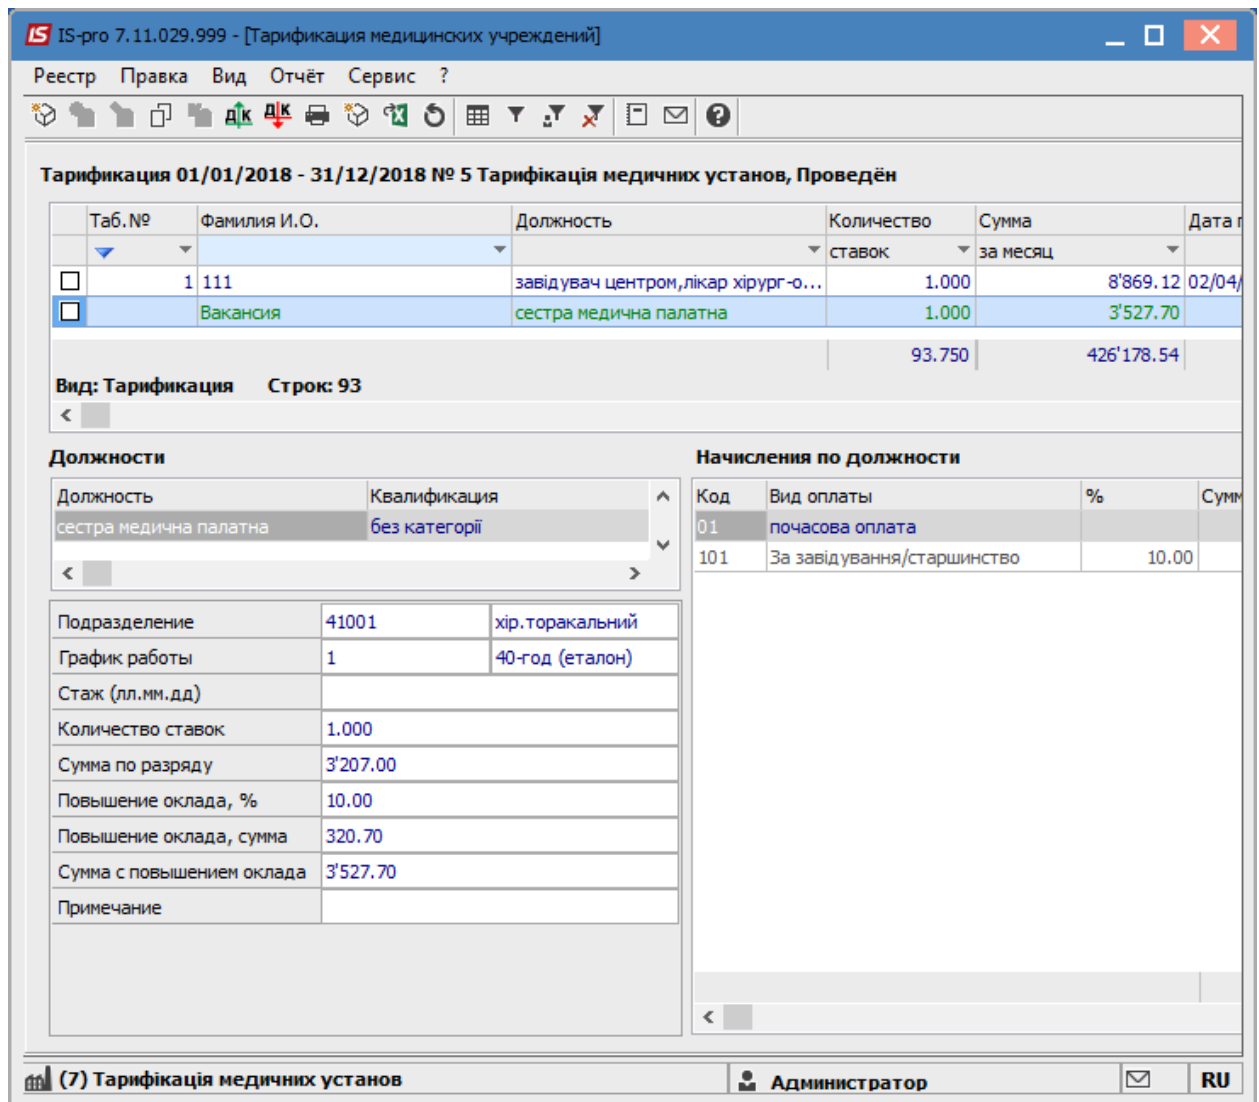 IS-pro 7.11.029.999 - [Тарификация медицинских учреждений]
Реестр Правка Вид Отчёт Сервис ?
Тарификация 01/01/2018 - 31/12/2018 № 5 Тарифікація медичних установ, Проведён
Таб.№ Фамилия И.О. Должность Количество ставок Сумма за месяц Дата
1 111 завідувач центром,лікар хірург-о... 1.000 8'869.12 02/04/
Вакансия сестра медична палатна 1.000 3'527.70
93.750 426'178.54
Вид: Тарификация Строк: 93
Должности
Должность Квалификация
сестра медична палатна без категорії
Подразделение 41001 хір.торакальний
График работы 1 40-год (еталон)
Стаж (лл.мм.дд)
Количество ставок 1.000
Сумма по разряду 3'207.00
Повышение оклада, % 10.00
Повышение оклада, сумма 320.70
Сумма с повышением оклада 3'527.70
Примечание
Начисления по должности
Код Вид оплаты % Сумм
01 почасова оплата
101 За завідування/старшинство 10.00
(7) Тарифікація медичних установ Администратор RU